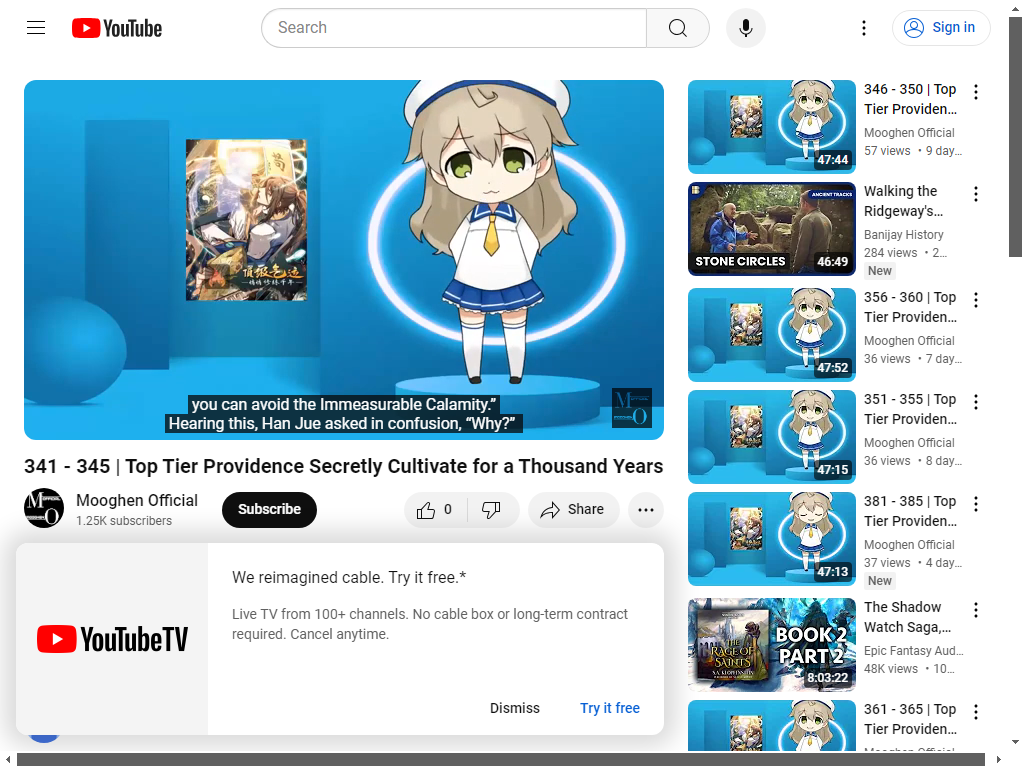 YouTube
Search
Sign in
you can avoid the Immeasurable Calamity.”
Hearing this, Han Jue asked in confusion, “Why?”
341 - 345 | Top Tier Providence Secretly Cultivate for a Thousand Years
Mooghen Official
1.25K subscribers
Subscribe
0
Share
We reimagined cable. Try it free.*
Live TV from 100+ channels. No cable box or long-term contract
required. Cancel anytime.
YouTubeTV
Dismiss
Try it free
346 - 350 | Top
Tier Providen...
Mooghen Official
57 views • 9 day...
47:44
Walking the
Ridgeway's...
Banijay History
284 views • 2...
New
ANCIENT TRACKS
STONE CIRCLES
46:49
356 - 360 | Top
Tier Providen...
Mooghen Official
36 views • 7 day...
47:52
351 - 355 | Top
Tier Providen...
Mooghen Official
36 views • 8 day...
47:15
381 - 385 | Top
Tier Providen...
Mooghen Official
37 views • 4 day...
New
47:13
The Shadow
Watch Saga,...
Epic Fantasy Aud...
48K views • 10...
THE
RAGE OF
SAINTS
BOOK 2
PART 2
8:03:22
361 - 365 | Top
Tier Providen...
Mooghen Official